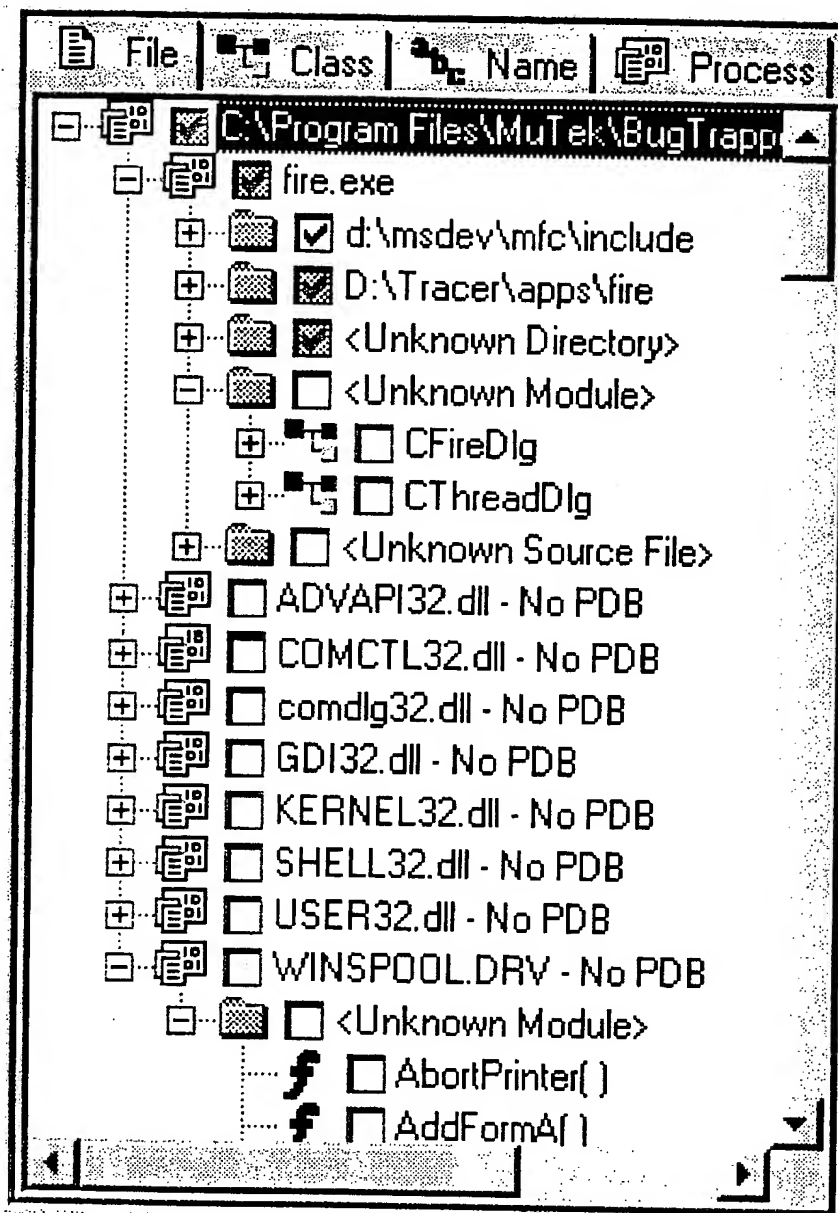 File Class abc Name Process
C:\Program Files\MuTek\BugTrapp
fire.exe
d:\msdev\mfc\include
D:\Tracer\apps\fire
<Unknown Directory>
<Unknown Module>
CFireDlg
CThreadDlg
<Unknown Source File>
ADVAPI32.dll - No PDB
COMCTL32.dll - No PDB
comdlg32.dll - No PDB
GDI32.dll - No PDB
KERNEL32.dll - No PDB
SHELL32.dll - No PDB
USER32.dll - No PDB
WINSPOOL.DRV - No PDB
<Unknown Module>
AbortPrinter( )
AddFormA( )